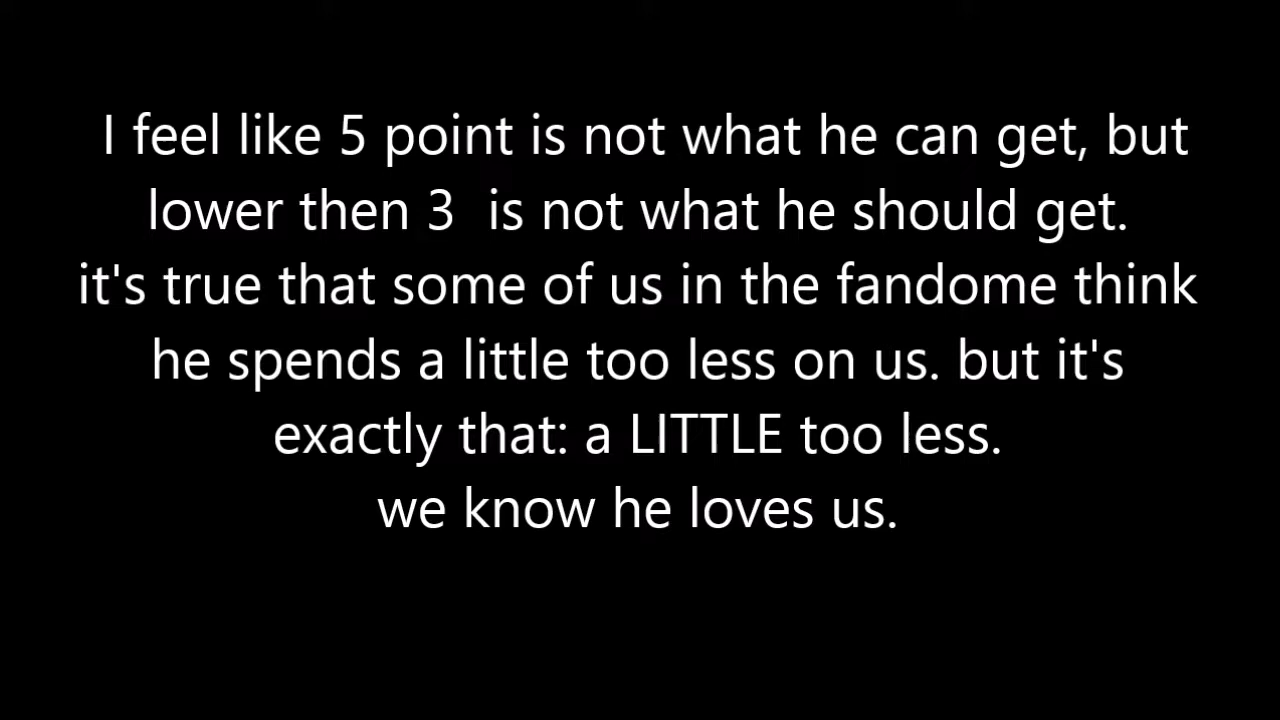 I feel like 5 point is not what he can get, but
lower then 3  is not what he should get.
it's true that some of us in the fandome think
he spends a little too less on us. but it's
exactly that: a LITTLE too less.
we know he loves us.